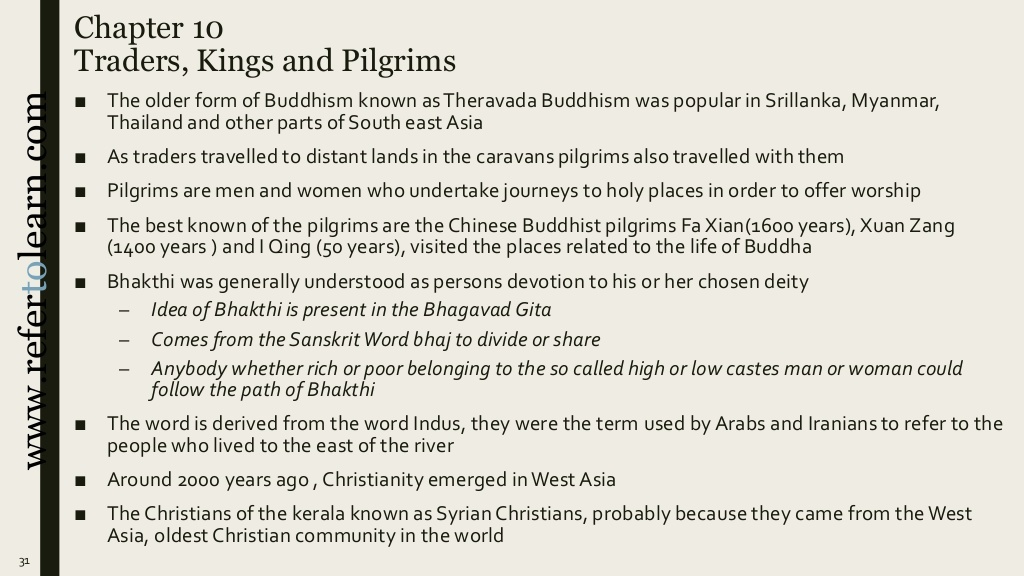 Chapter 10
Traders, Kings and Pilgrims
■ The older form of Buddhism known as Theravada Buddhism was popular in Srillanka, Myanmar,
Thailand and other parts of South east Asia
■ As traders travelled to distant lands in the caravans pilgrims also travelled with them
■ Pilgrims are men and women who undertake journeys to holy places in order to offer worship
■ The best known of the pilgrims are the Chinese Buddhist pilgrims Fa Xian(1600 years), Xuan Zang
(1400 years ) and I Qing (50 years), visited the places related to the life of Buddha
■ Bhakthi was generally understood as persons devotion to his or her chosen deity
– Idea of Bhakthi is present in the Bhagavad Gita
– Comes from the Sanskrit Word bhaj to divide or share
– Anybody whether rich or poor belonging to the so called high or low castes man or woman could
follow the path of Bhakthi
■ The word is derived from the word Indus, they were the term used by Arabs and Iranians to refer to the
people who lived to the east of the river
■ Around 2000 years ago , Christianity emerged in West Asia
■ The Christians of the kerala known as Syrian Christians, probably because they came from the West
Asia, oldest Christian community in the world
www.refertolearn.com
31